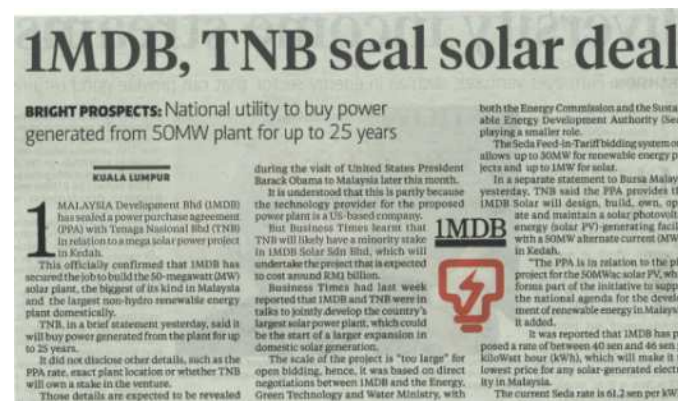 1MDB, TNB seal solar deal
BRIGHT PROSPECTS: National utility to buy power
generated from 50MW plant for up to 25 years
KUALA LUMPUR
1 MALAYSIA Development Bhd (1MDB)
has sealed a power purchase agreement
(PPA) with Tenaga Nasional Bhd (TNB)
in relation to a mega solar power project
in Kedah.
This officially confirmed that 1MDB has
secured the job to build the 50-megawatt (MW)
solar plant, the biggest of its kind in Malaysia
and the largest non-hydro renewable energy
plant domestically.
TNB, in a brief statement yesterday, said it
will buy power generated from the plant for up
to 25 years.
It did not disclose other details, such as the
PPA rate, exact plant location or whether TNB
will own a stake in the venture.
Those details are expected to be revealed
during the visit of United States President
Barack Obama to Malaysia later this month.
It is understood that this is partly because
the technology provider for the proposed
power plant is a US-based company.
But Business Times learnt that
TNB will likely have a minority stake
in 1MDB Solar Sdn Bhd, which will
undertake the project that is expected
to cost around RM1 billion.
Business Times had last week
reported that 1MDB and TNB were in
talks to jointly develop the country's
largest solar power plant, which could
be the start of a larger expansion in
domestic solar generation.
The scale of the project is "too large" for
open bidding, hence, it was based on direct
negotiations between 1MDB and the Energy,
Green Technology and Water Ministry, with
both the Energy Commission and the Susta
able Energy Development Authority (Se
playing a smaller role.
The Seda Feed-in-Tariff bidding system o
allows up to 30MW for renewable energy p
jects and up to 1MW for solar.
In a separate statement to Bursa Malay
yesterday, TNB said the PPA provides t
1MDB Solar will design, build, own, op
ate and maintain a solar photovolt
energy (solar PV)-generating facil
with a 50MW alternate current (MW
in Kedah.
1MDB
"The PPA is in relation to the pl
project for the 50MWac solar PV, wh
forms part of the initiative to supp
the national agenda for the devel
ment of renewable energy in Malays
it added.
It was reported that 1MDB has p
posed a rate of between 40 sen and 46 sen
kiloWatt hour (kWh), which will make it
lowest price for any solar-generated elect
ity in Malaysia.
The current Seda rate is 61.2 sen per kW